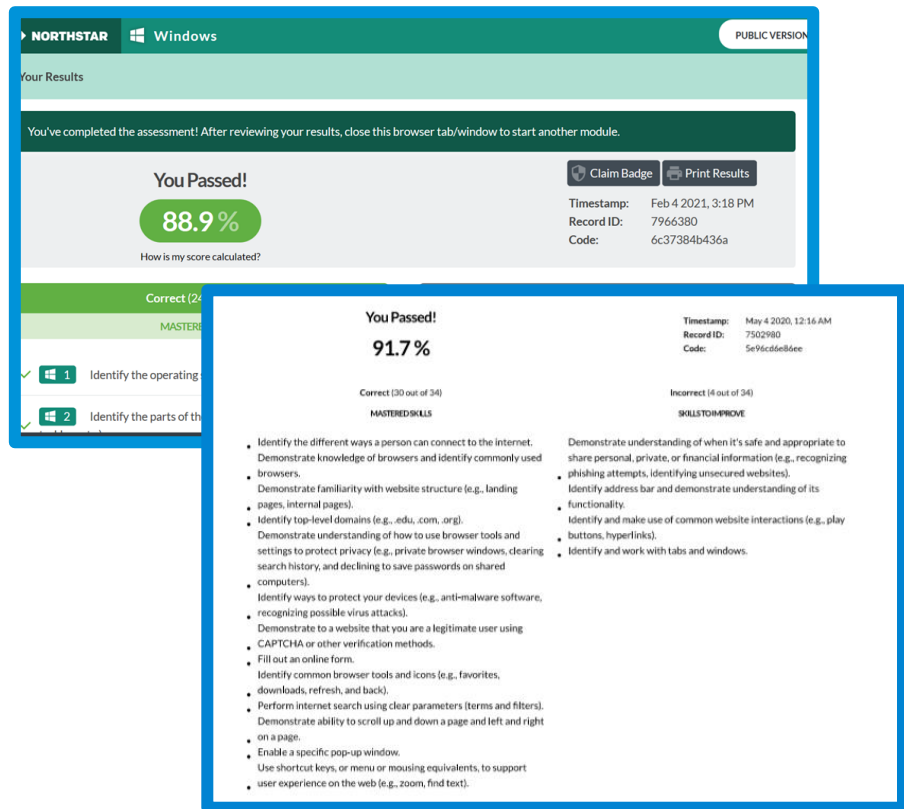 NORTHSTAR Windows PUBLIC VERSION
Your Results
You've completed the assessment! After reviewing your results, close this browser tab/window to start another module.
You Passed!
88.9 %
How is my score calculated?
Claim Badge Print Results
Timestamp: Feb 4 2021, 3:18 PM
Record ID: 7966380
Code: 6c37384b436a
Correct (24
MASTERE
1 Identify the operating
2 Identify the parts of th
You Passed!
91.7 %
Timestamp: May 4 2020, 12:16 AM
Record ID: 7502980
Code: 5e96cd6e86ee
Correct (30 out of 34)
MASTERED SKILLS
• Identify the different ways a person can connect to the internet.
Demonstrate knowledge of browsers and identify commonly used
• browsers.
Demonstrate familiarity with website structure (e.g., landing
• pages, internal pages).
• Identify top-level domains (e.g., .edu, .com, .org).
Demonstrate understanding of how to use browser tools and
settings to protect privacy (e.g., private browser windows, clearing
search history, and declining to save passwords on shared
• computers).
Identify ways to protect your devices (e.g., anti-malware software,
• recognizing possible virus attacks).
Demonstrate to a website that you are a legitimate user using
• CAPTCHA or other verification methods.
• Fill out an online form.
Identify common browser tools and icons (e.g., favorites,
• downloads, refresh, and back).
• Perform internet search using clear parameters (terms and filters).
Demonstrate ability to scroll up and down a page and left and right
• on a page.
• Enable a specific pop-up window.
Use shortcut keys, or menu or mousing equivalents, to support
• user experience on the web (e.g., zoom, find text).
Incorrect (4 out of 34)
SKILLS TO IMPROVE
Demonstrate understanding of when it's safe and appropriate to
share personal, private, or financial information (e.g., recognizing
• phishing attempts, identifying unsecured websites).
Identify address bar and demonstrate understanding of its
• functionality.
Identify and make use of common website interactions (e.g., play
• buttons, hyperlinks).
• Identify and work with tabs and windows.